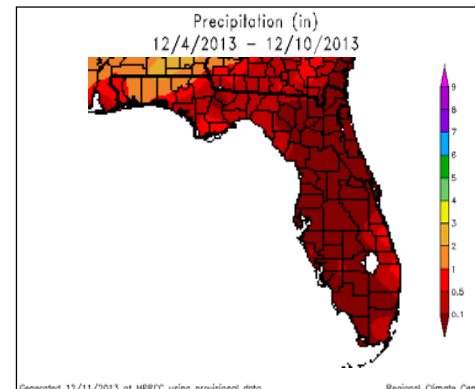 Precipitation (in)
12/4/2013 – 12/10/2013
9
8
7
6
5
4
3
2
1
0.5
0.1
Generated 12/11/2013 at HPRCC using provisional data.
Regional Climate Cen